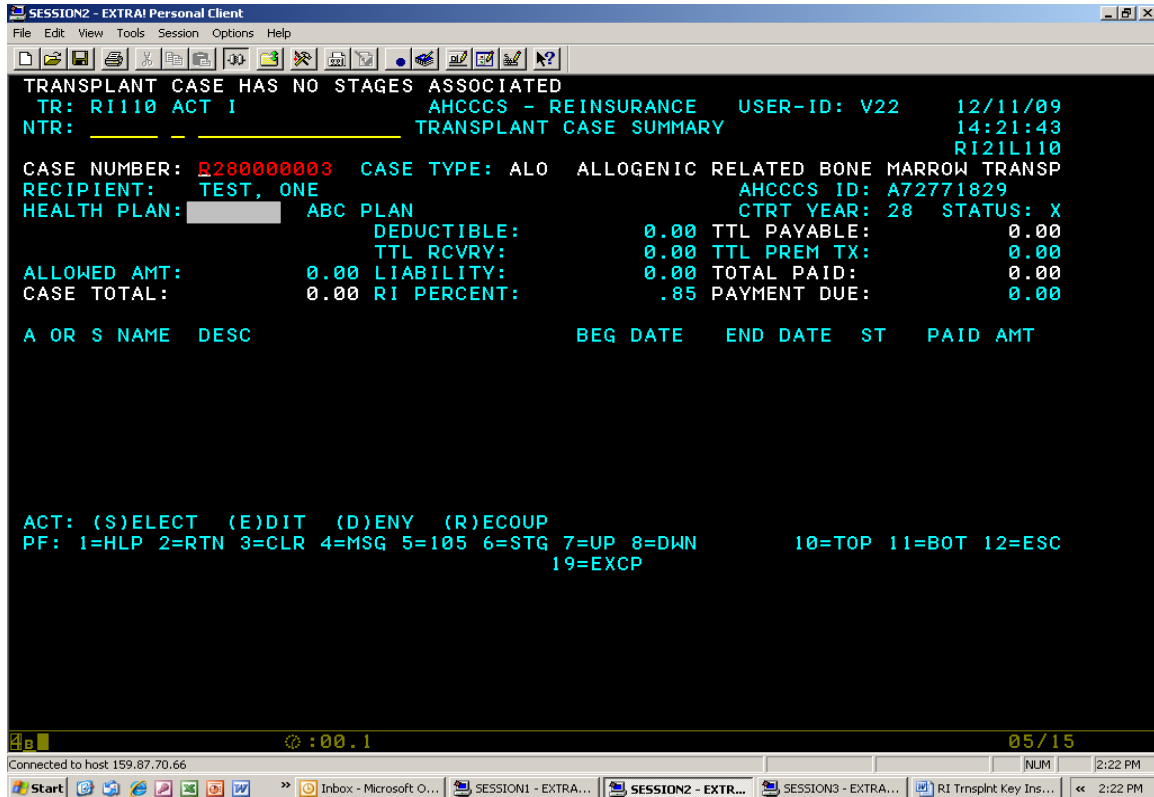 SESSION2 - EXTRA! Personal Client
File Edit View Tools Session Options Help
TRANSPLANT CASE HAS NO STAGES ASSOCIATED
TR: RI110 ACT I AHCCCS - REINSURANCE USER-ID: V22 12/11/09
NTR: _____ _ ______________ TRANSPLANT CASE SUMMARY 14:21:43
RI21L110
CASE NUMBER: R280000003 CASE TYPE: ALO ALLOGENIC RELATED BONE MARROW TRANSP
RECIPIENT: TEST, ONE AHCCCS ID: A72771829
HEALTH PLAN: ABC PLAN CTRT YEAR: 28 STATUS: X
DEDUCTIBLE: 0.00 TTL PAYABLE: 0.00
TTL RCVRY: 0.00 TTL PREM TX: 0.00
ALLOWED AMT: 0.00 LIABILITY: 0.00 TOTAL PAID: 0.00
CASE TOTAL: 0.00 RI PERCENT: .85 PAYMENT DUE: 0.00
A OR S NAME DESC BEG DATE END DATE ST PAID AMT
ACT: (S)ELECT (E)DIT (D)ENY (R)ECOUP
PF: 1=HLP 2=RTN 3=CLR 4=MSG 5=105 6=STG 7=UP 8=DWN 10=TOP 11=BOT 12=ESC
19=EXCP
4B :00.1 05/15
Connected to host 159.87.70.66 NUM 2:22 PM
Start » Inbox - Microsoft O... SESSION1 - EXTRA... SESSION2 - EXTR... SESSION3 - EXTRA... RI Trnsplnt Key Ins... « 2:22 PM